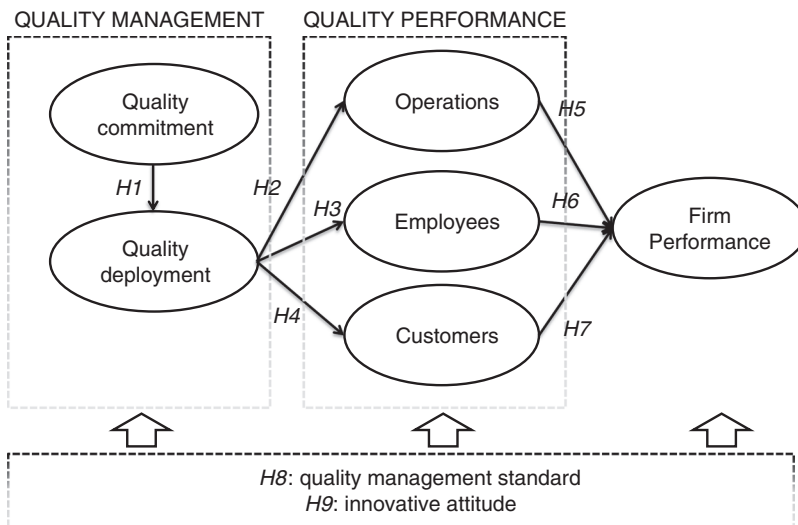 QUALITY MANAGEMENT
QUALITY PERFORMANCE
Quality
commitment
H1
Quality
deployment
H2
H3
H4
Operations
Employees
Customers
H5
H6
H7
Firm
Performance
H8: quality management standard
H9: innovative attitude